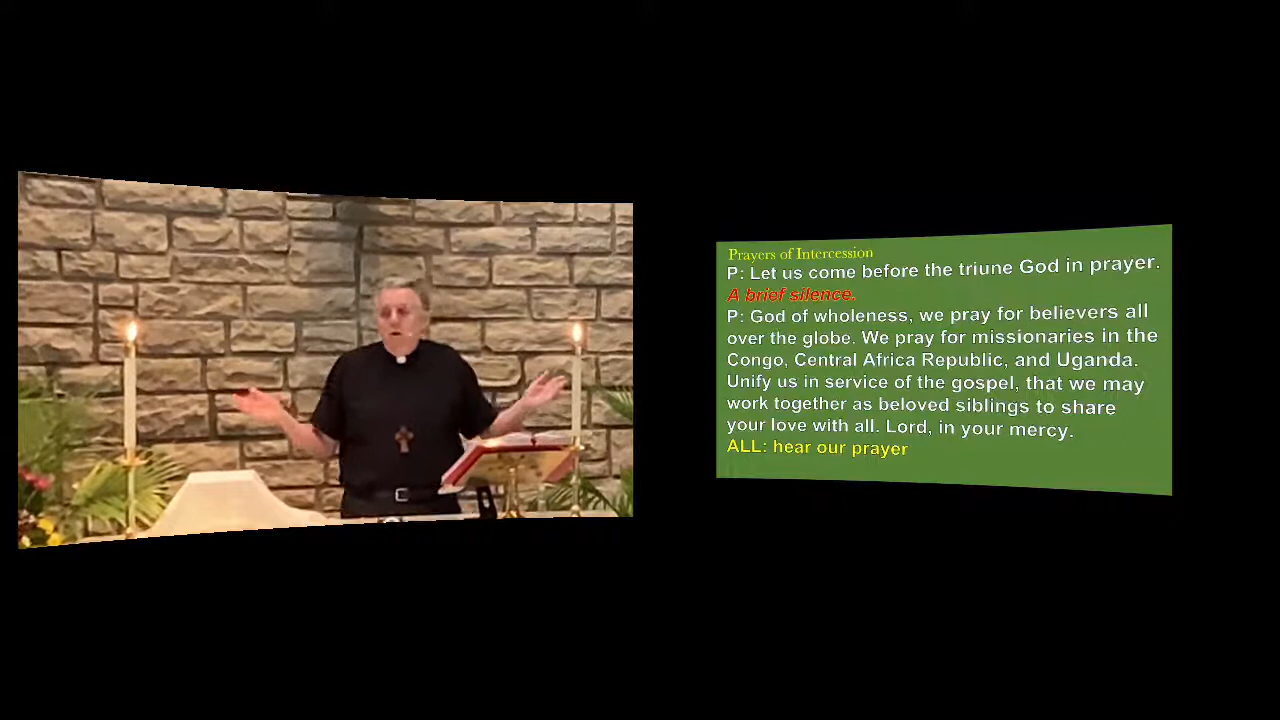 Prayers of Intercession
P: Let us come before the triune God in prayer.
A brief silence.
P: God of wholeness, we pray for believers all
over the globe. We pray for missionaries in the
Congo, Central Africa Republic, and Uganda.
Unify us in service of the gospel, that we may
work together as beloved siblings to share
your love with all. Lord, in your mercy.
ALL: hear our prayer